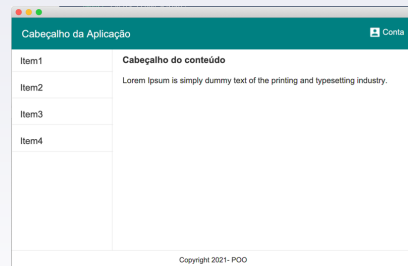 Cabeçalho da Aplicação
Conta
Item1
Item2
Item3
Item4
Cabeçalho do conteúdo
Lorem Ipsum is simply dummy text of the printing and typesetting industry.
Copyright 2021- POO